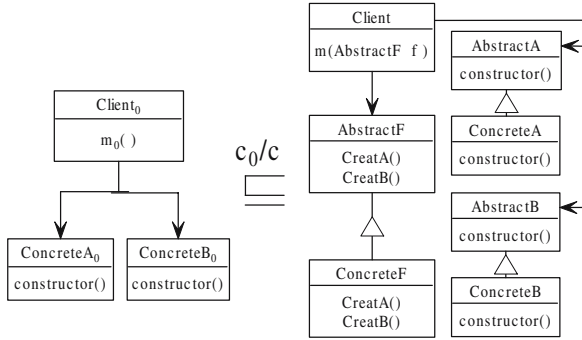 Client₀
m₀( )
ConcreteA₀
constructor()
ConcreteB₀
constructor()
c₀/c
⊑
Client
m(AbstractF f )
AbstractF
CreatA()
CreatB()
ConcreteF
CreatA()
CreatB()
AbstractA
constructor()
ConcreteA
constructor()
AbstractB
constructor()
ConcreteB
constructor()